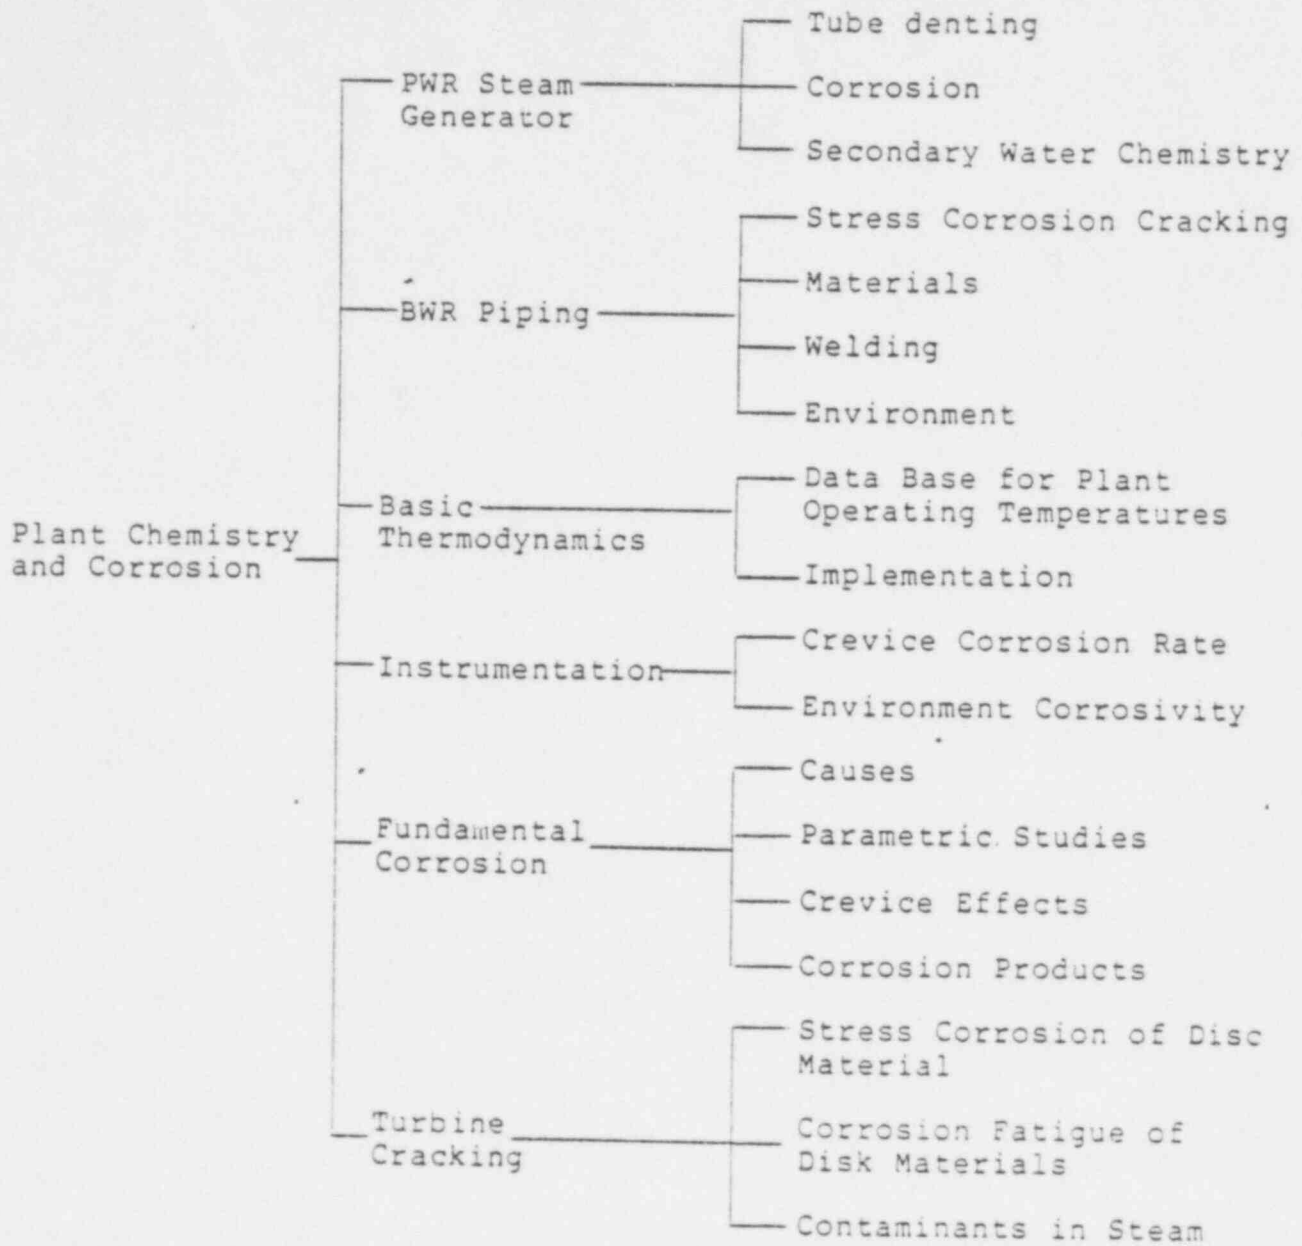 Plant Chemistry
and Corrosion
PWR Steam
Generator
Tube denting
Corrosion
Secondary Water Chemistry
BWR Piping
Stress Corrosion Cracking
Materials
Welding
Environment
Basic
Thermodynamics
Data Base for Plant
Operating Temperatures
Implementation
Instrumentation
Crevice Corrosion Rate
Environment Corrosivity
Fundamental
Corrosion
Causes
Parametric Studies
Crevice Effects
Corrosion Products
Turbine
Cracking
Stress Corrosion of Disc
Material
Corrosion Fatigue of
Disk Materials
Contaminants in Steam